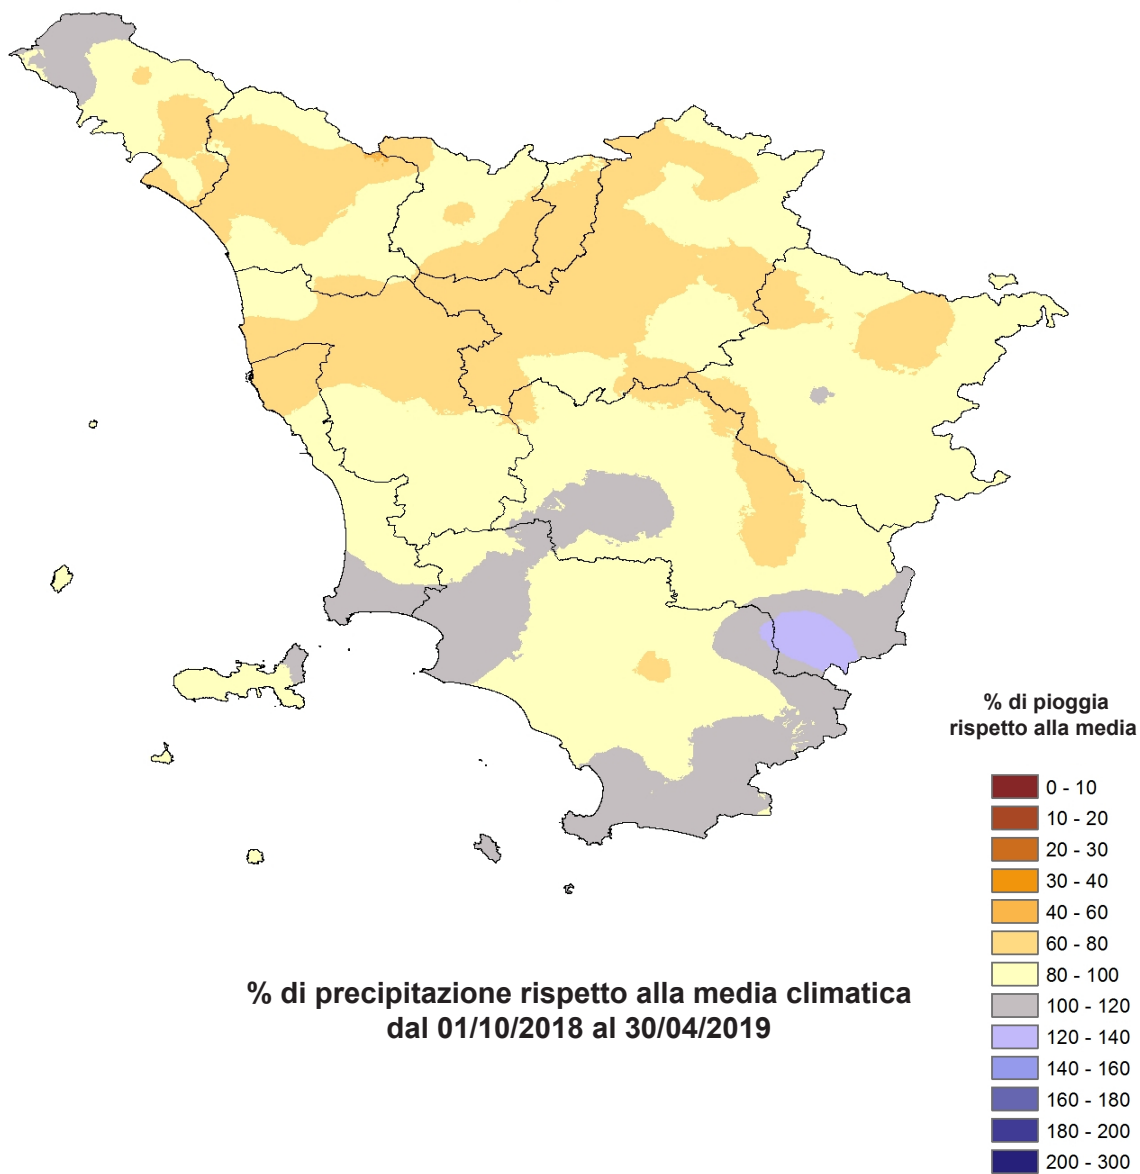 % di pioggia
rispetto alla media
0 - 10
10 - 20
20 - 30
30 - 40
40 - 60
60 - 80
80 - 100
100 - 120
120 - 140
140 - 160
160 - 180
180 - 200
200 - 300
% di precipitazione rispetto alla media climatica
dal 01/10/2018 al 30/04/2019